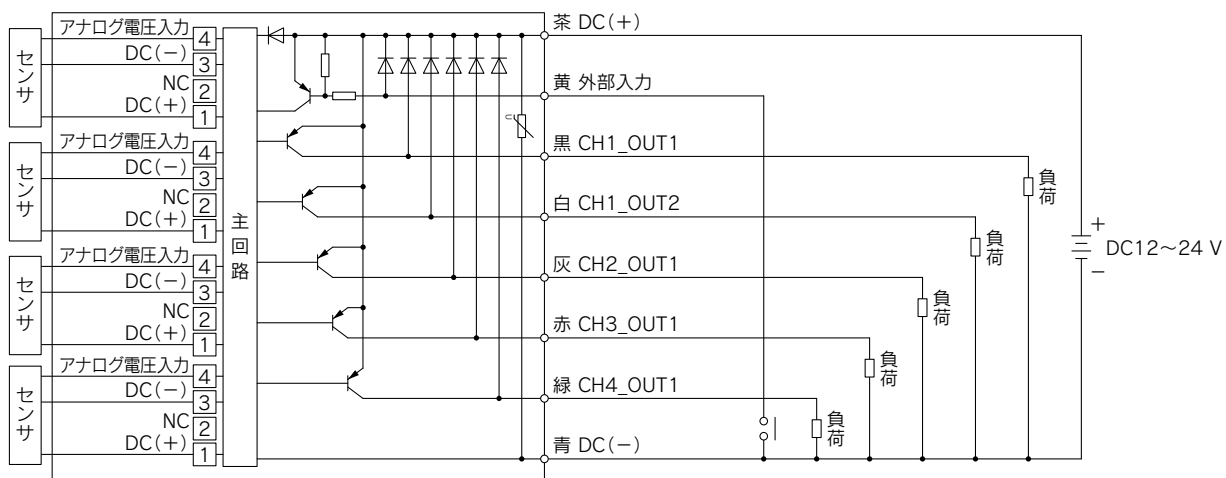 センサ
アナログ電圧入力 4
DC(−) 3
NC 2
DC(+) 1
センサ
アナログ電圧入力 4
DC(−) 3
NC 2
DC(+) 1
センサ
アナログ電圧入力 4
DC(−) 3
NC 2
DC(+) 1
センサ
アナログ電圧入力 4
DC(−) 3
NC 2
DC(+) 1
主回路
茶 DC(+)
黄 外部入力
黒 CH1_OUT1
白 CH1_OUT2
灰 CH2_OUT1
赤 CH3_OUT1
緑 CH4_OUT1
青 DC(−)
負荷
負荷
負荷
負荷
負荷
+
DC12〜24 V
−